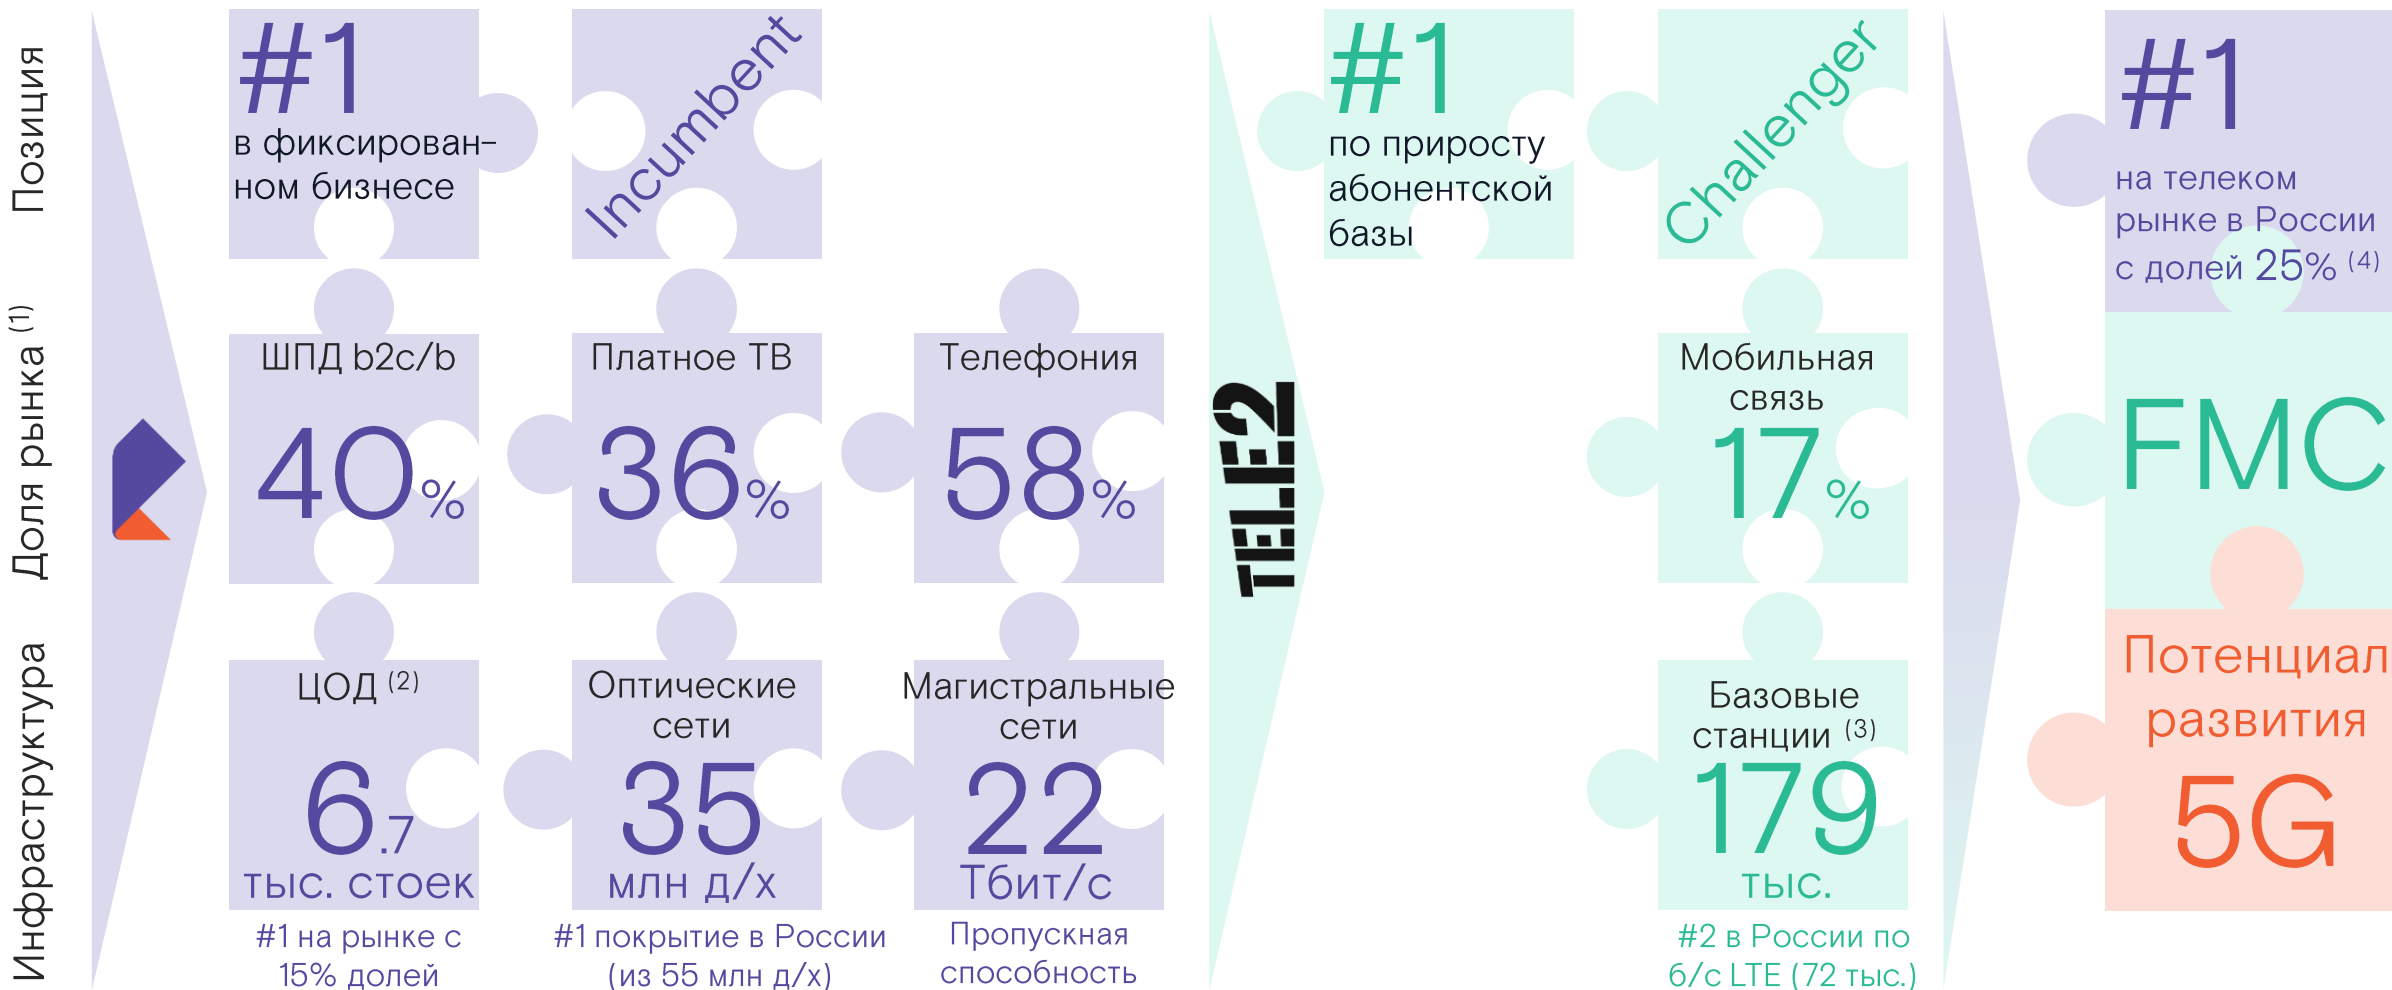 Позиция
#1
в фиксирован–
ном бизнесе
Incumbent
#1
по приросту
абонентской
базы
Challenger
#1
на телеком
рынке в России
с долей 25% (4)
Доля рынка (1)
ШПД b2c/b
40%
Платное ТВ
36%
Телефония
58%
TELE2
Мобильная
связь
17%
FMC
Инфраструктура
ЦОД (2)
6.7
тыс. стоек
#1 на рынке с
15% долей
Оптические
сети
35
млн д/х
#1 покрытие в России
(из 55 млн д/х)
Магистральные
сети
22
Тбит/с
Пропускная
способность
Базовые
станции (3)
179
тыс.
#2 в России по
б/с LTE (72 тыс.)
Потенциал
развития
5G